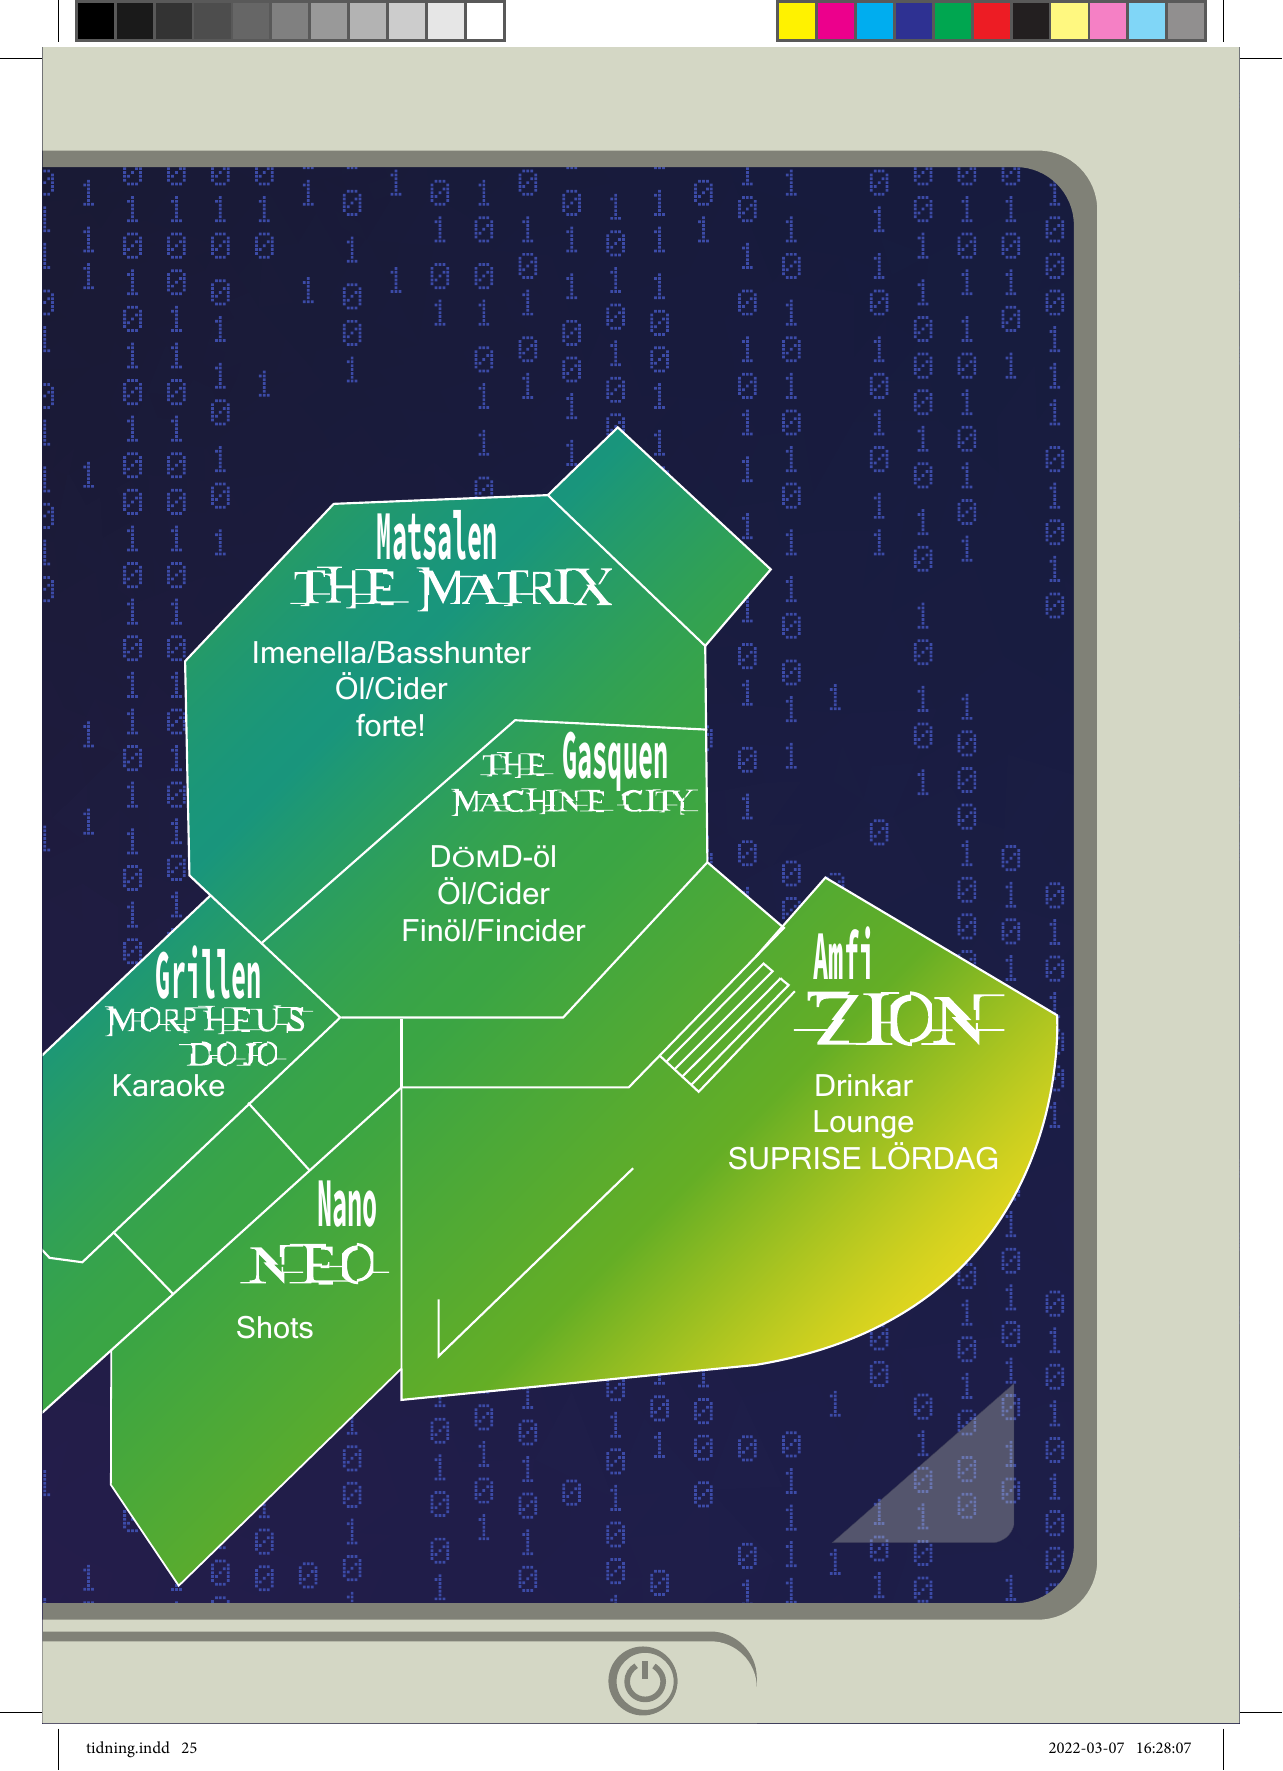 Matsalen
THE MATRIX
Imenella/Basshunter
Öl/Cider
forte!
THE Gasquen
MACHINE CITY
DÖMD-öl
Öl/Cider
Finöl/Fincider
Grillen
MORPHEUS
DOJO
Karaoke
Amfi
ZION
Drinkar
Lounge
SUPRISE LÖRDAG
Nano
NEO
Shots
tidning.indd 25
2022-03-07 16:28:07